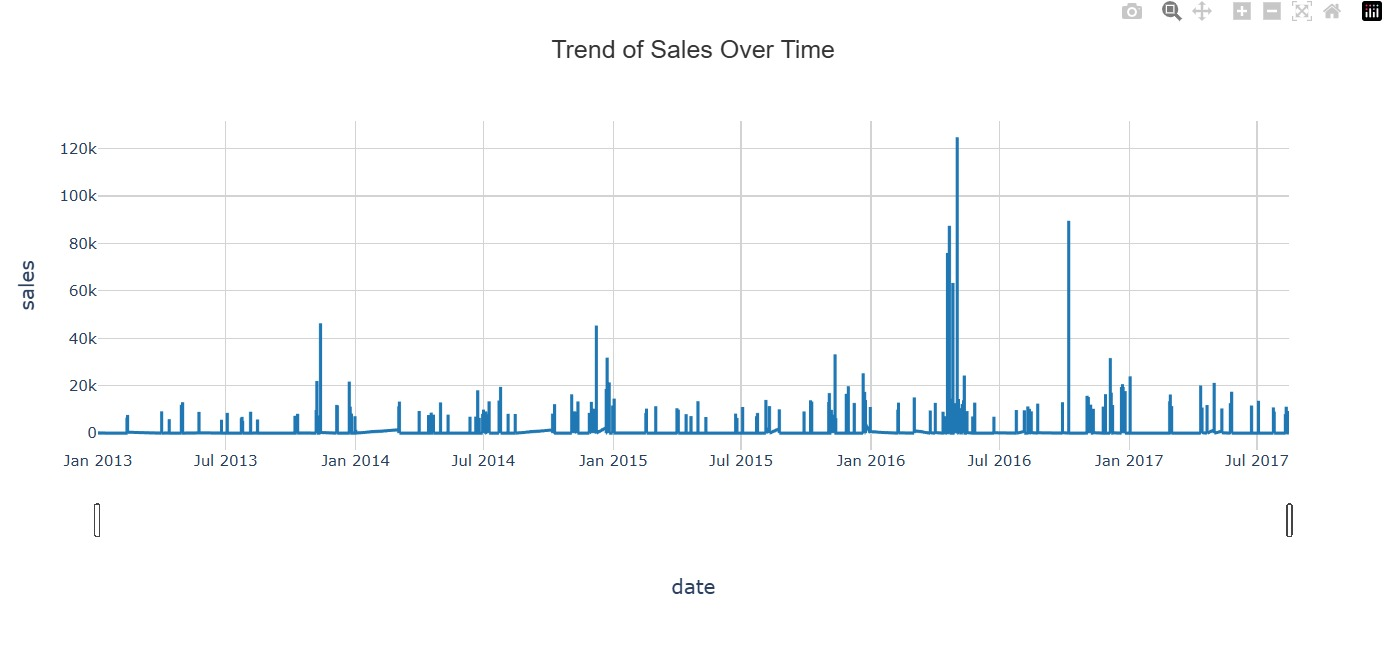 Trend of Sales Over Time
120k
100k
80k
60k
40k
20k
0
sales
Jan 2013 Jul 2013 Jan 2014 Jul 2014 Jan 2015 Jul 2015 Jan 2016 Jul 2016 Jan 2017 Jul 2017
date